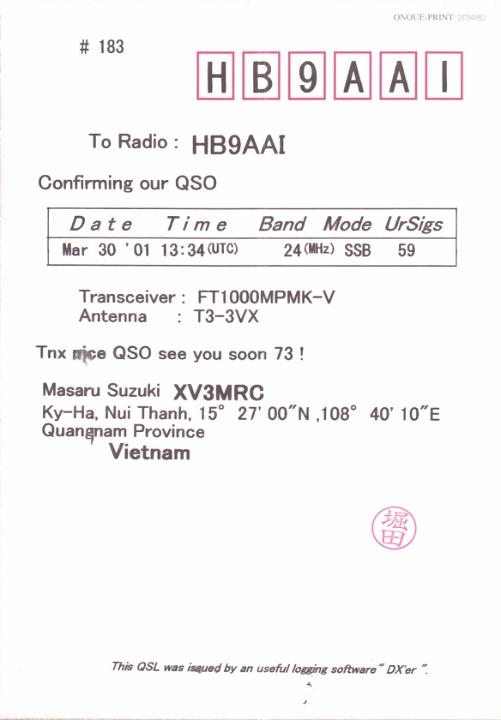 ONOUE-PRINT
# 183
HB9AAI
To Radio : HB9AAI
Confirming our QSO
Date Time Band Mode UrSigs
Mar 30 '01 13:34(UTC) 24(MHz) SSB 59
Transceiver : FT1000MPMK-V
Antenna : T3-3VX
Tnx nice QSO see you soon 73 !
Masaru Suzuki XV3MRC
Ky-Ha, Nui Thanh, 15° 27' 00"N ,108° 40' 10"E
Quangnam Province
Vietnam
堀田
This QSL was issued by an useful logging software" DX'er ".